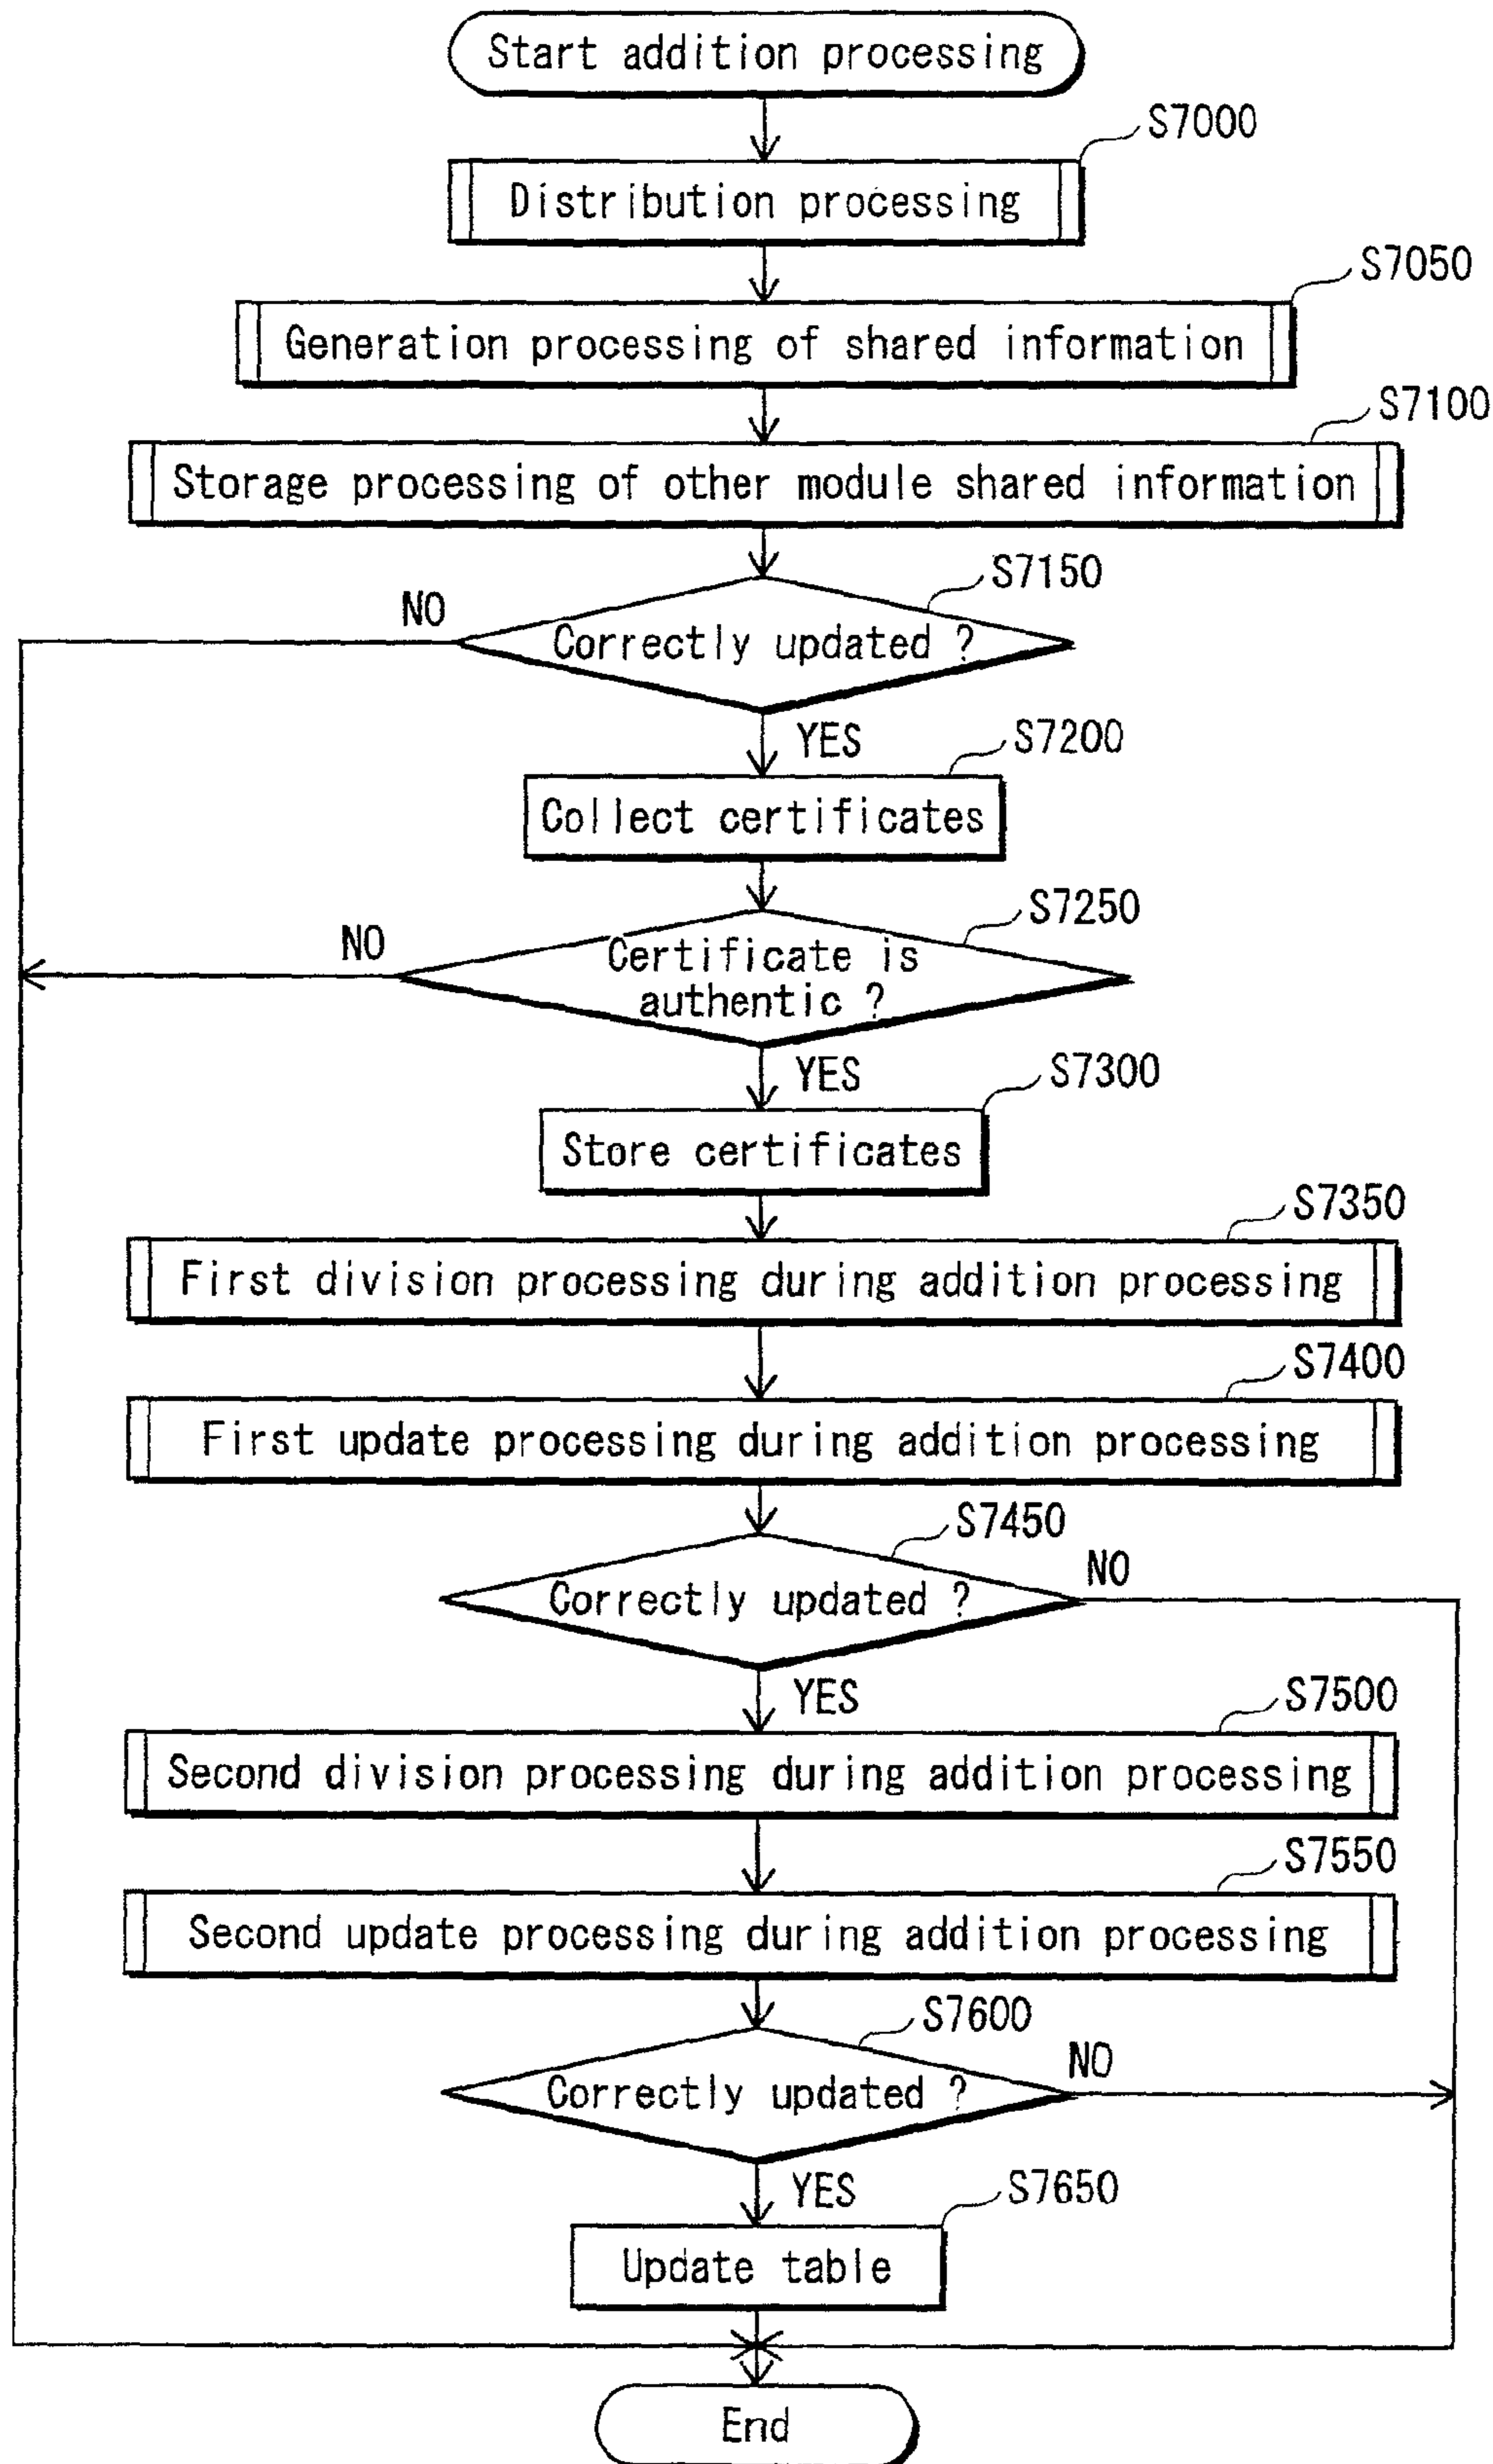 Start addition processing
S7000
Distribution processing
S7050
Generation processing of shared information
S7100
Storage processing of other module shared information
S7150
NO
Correctly updated ?
YES
S7200
Collect certificates
S7250
NO
Certificate is
authentic ?
YES
S7300
Store certificates
S7350
First division processing during addition processing
S7400
First update processing during addition processing
S7450
NO
Correctly updated ?
YES
S7500
Second division processing during addition processing
S7550
Second update processing during addition processing
S7600
NO
Correctly updated ?
YES
S7650
Update table
End